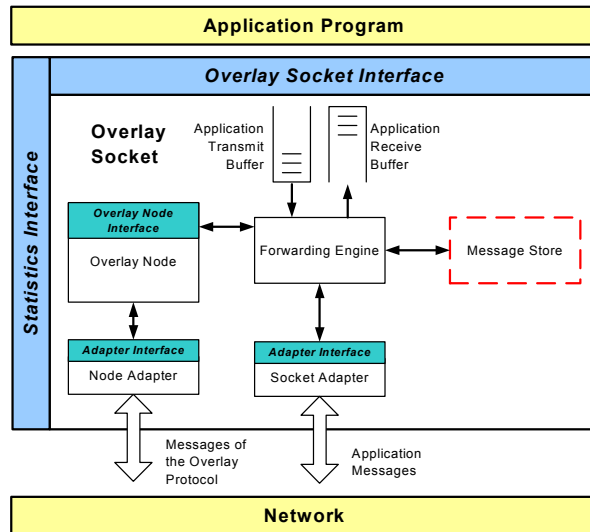 Application Program
Overlay Socket Interface
Statistics Interface
Overlay
Socket
Application
Transmit
Buffer
Application
Receive
Buffer
Overlay Node
Interface
Overlay Node
Forwarding Engine
Message Store
Adapter Interface
Node Adapter
Adapter Interface
Socket Adapter
Messages of
the Overlay
Protocol
Application
Messages
Network